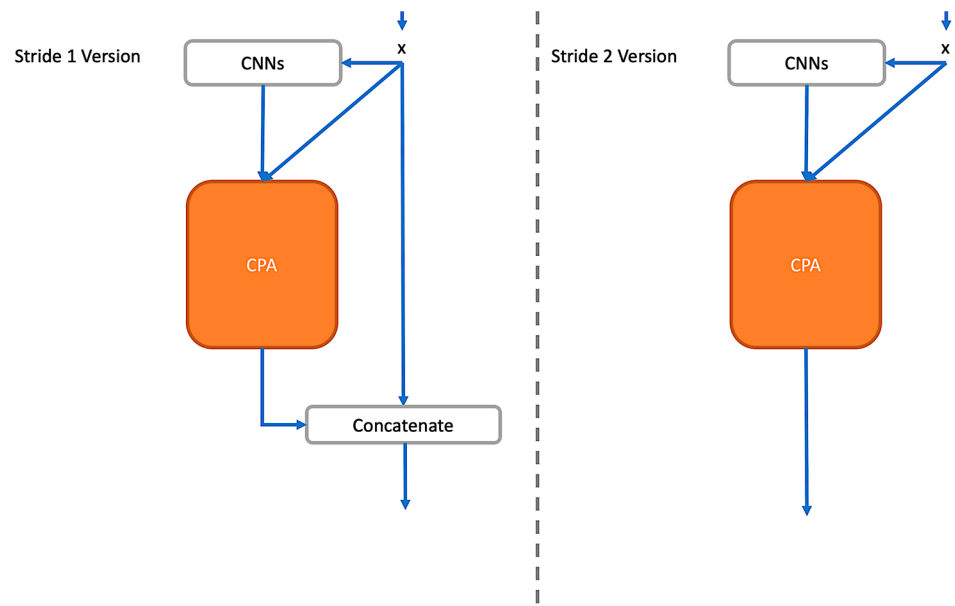 x
Stride 1 Version
CNNs
CPA
Concatenate
x
Stride 2 Version
CNNs
CPA